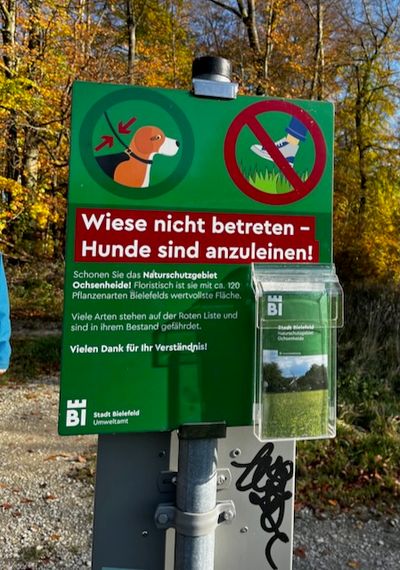 Wiese nicht betreten –
Hunde sind anzuleinen!
Schonen Sie das Naturschutzgebiet
Ochsenheide! Floristisch ist sie mit ca. 120
Pflanzenarten Bielefelds wertvollste Fläche.
Viele Arten stehen auf der Roten Liste und
sind in ihrem Bestand gefährdet.
Vielen Dank für Ihr Verständnis!
BI
Stadt Bielefeld
Umweltamt
BI
Stadt Bielefeld
Naturschutzgebiet
Ochsenheide